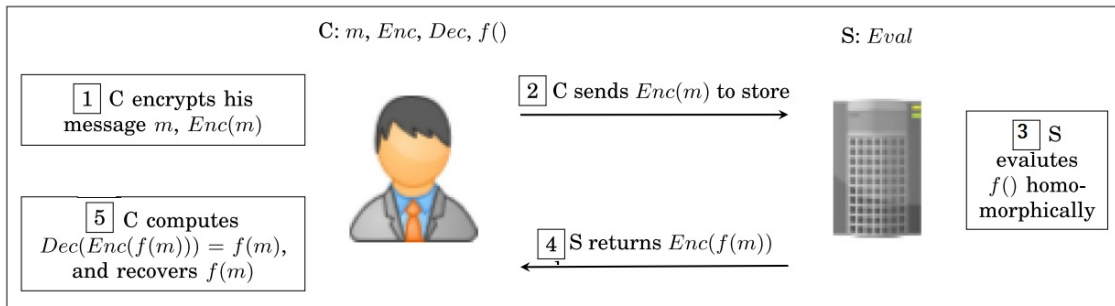 C: m, Enc, Dec, f()
S: Eval
1 C encrypts his
message m, Enc(m)
2 C sends Enc(m) to store
3 S
evalutes
f() homo-
morphically
4 S returns Enc(f(m))
5 C computes
Dec(Enc(f(m))) = f(m),
and recovers f(m)